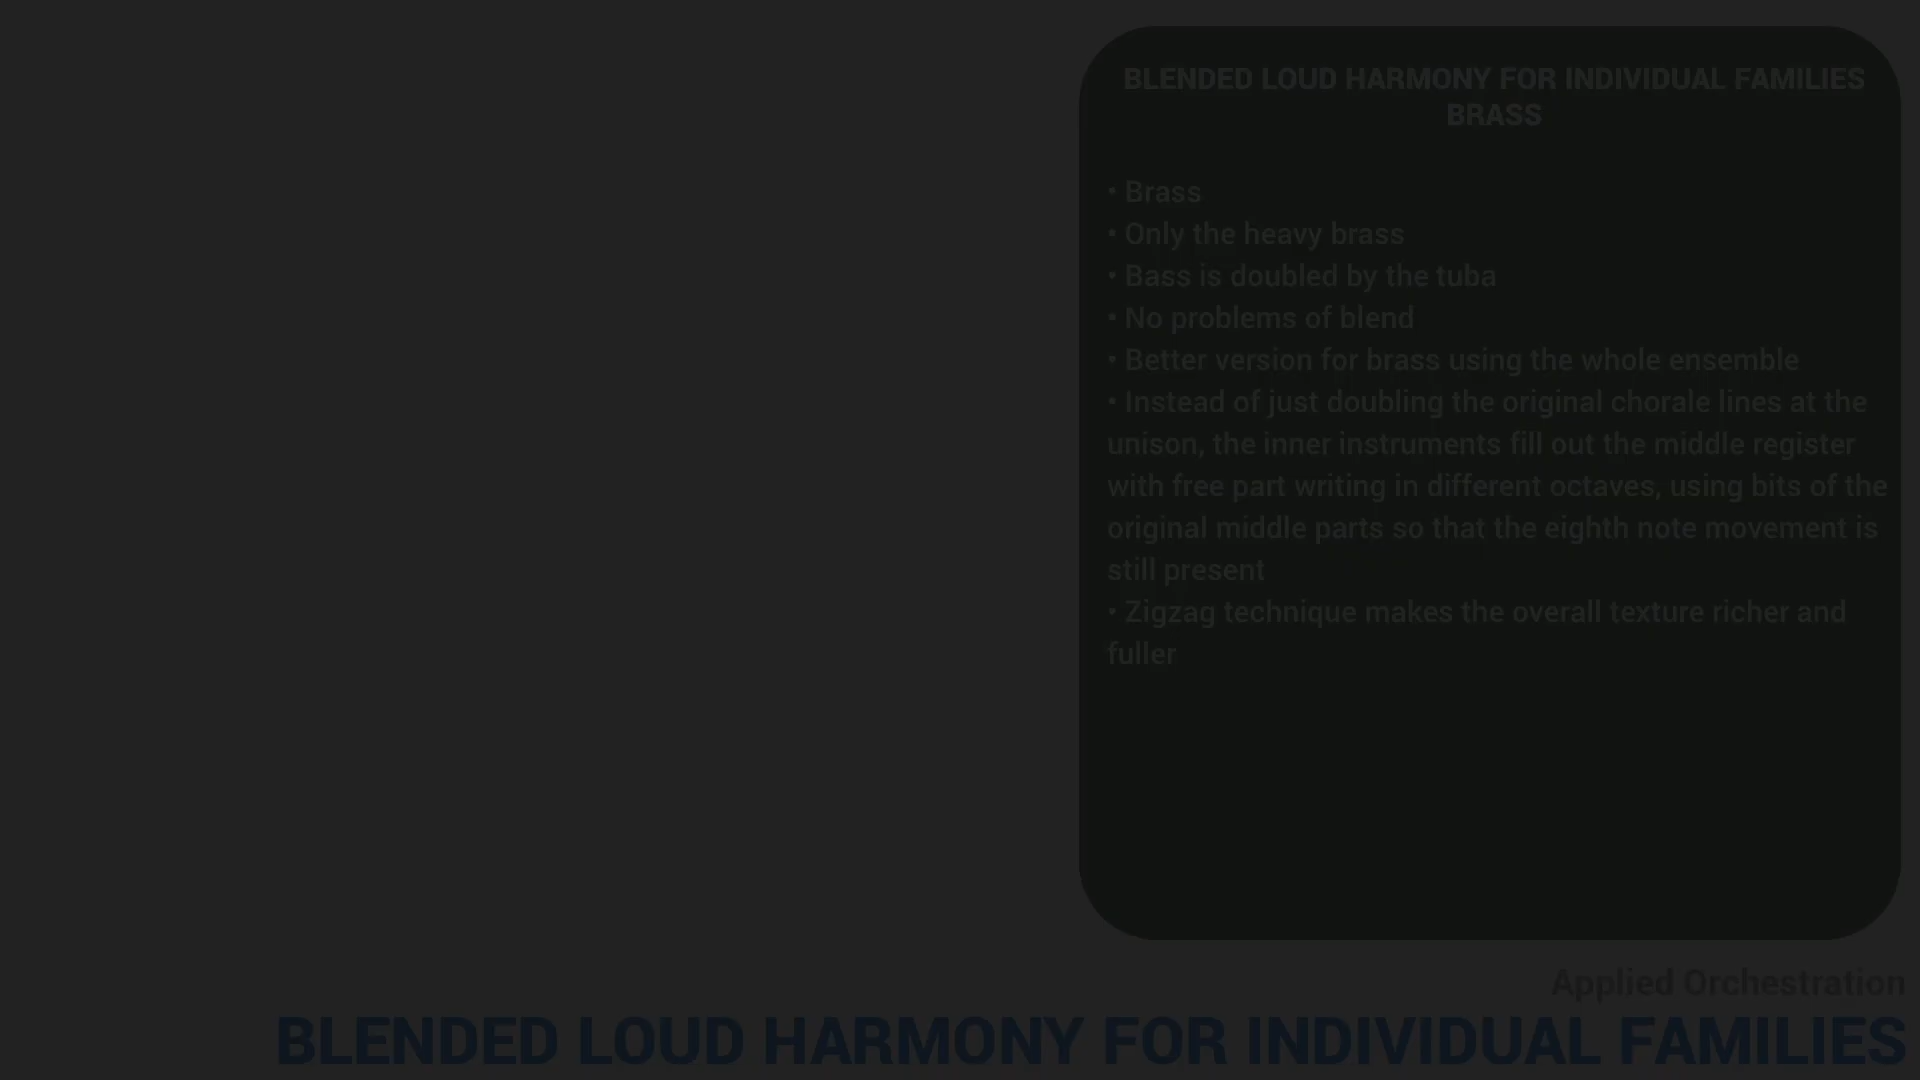 BLENDED LOUD HARMONY FOR INDIVIDUAL FAMILIES
BRASS
• Brass
• Only the heavy brass
• Bass is doubled by the tuba
• No problems of blend
• Better version for brass using the whole ensemble
• Instead of just doubling the original chorale lines at the
unison, the inner instruments fill out the middle register
with free part writing in different octaves, using bits of the
original middle parts so that the eighth note movement is
still present
• Zigzag technique makes the overall texture richer and
fuller
Applied Orchestration
BLENDED LOUD HARMONY FOR INDIVIDUAL FAMILIES